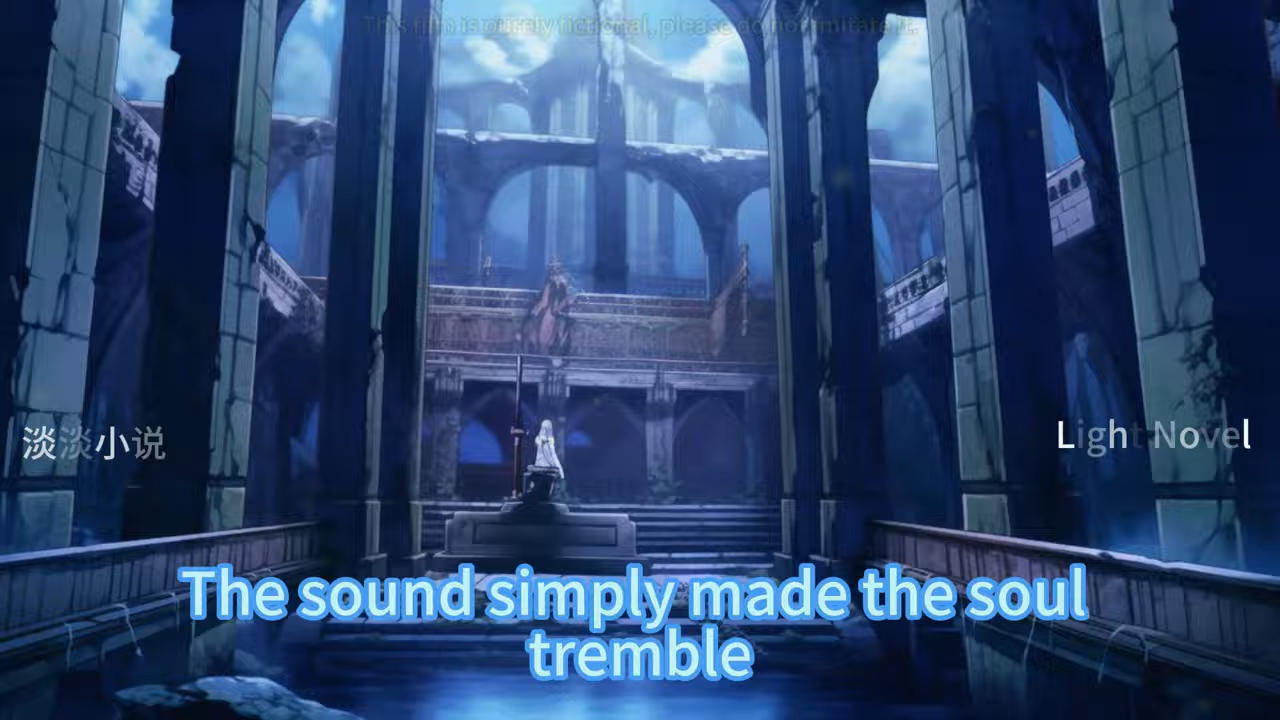 This film is purely fictional, please do not imitate it.
淡淡小说
Light Novel
The sound simply made the soul
tremble